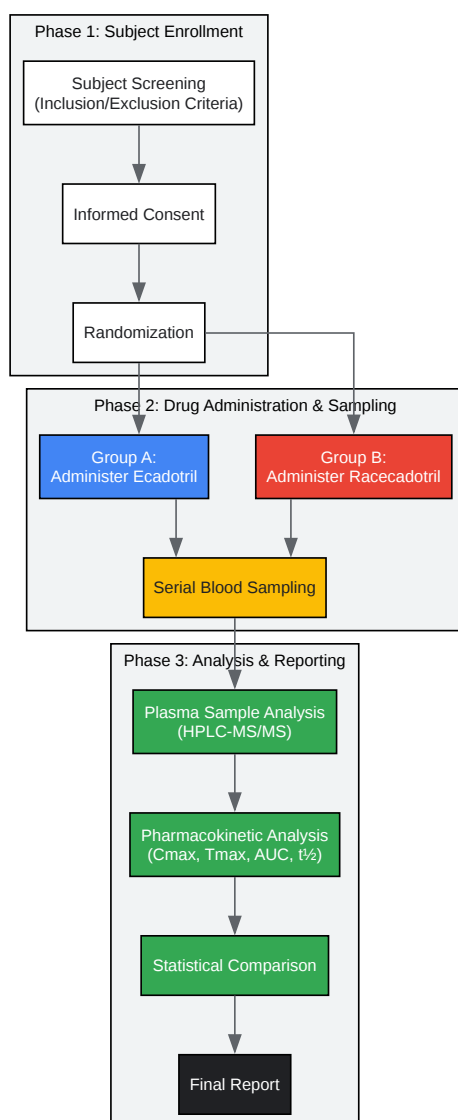 Phase 1: Subject Enrollment
Subject Screening
(Inclusion/Exclusion Criteria)
Informed Consent
Randomization
Phase 2: Drug Administration & Sampling
Group A:
Administer Ecadotril
Group B:
Administer Racecadotril
Serial Blood Sampling
Phase 3: Analysis & Reporting
Plasma Sample Analysis
(HPLC-MS/MS)
Pharmacokinetic Analysis
(Cmax, Tmax, AUC, t½)
Statistical Comparison
Final Report